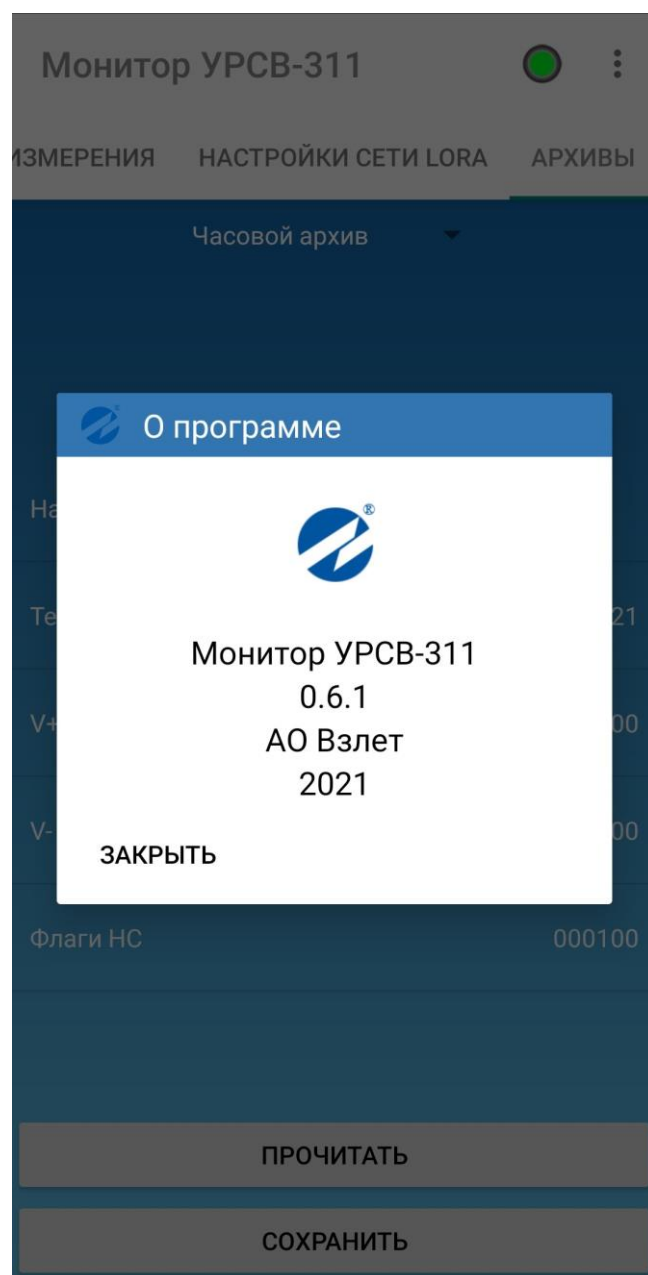 Монитор УРСВ-311
ИЗМЕРЕНИЯ НАСТРОЙКИ СЕТИ LORA АРХИВЫ
Часовой архив
О программе
®
Монитор УРСВ-311
0.6.1
АО Взлет
2021
ЗАКРЫТЬ
V-
Флаги НС 000100
ПРОЧИТАТЬ
СОХРАНИТЬ